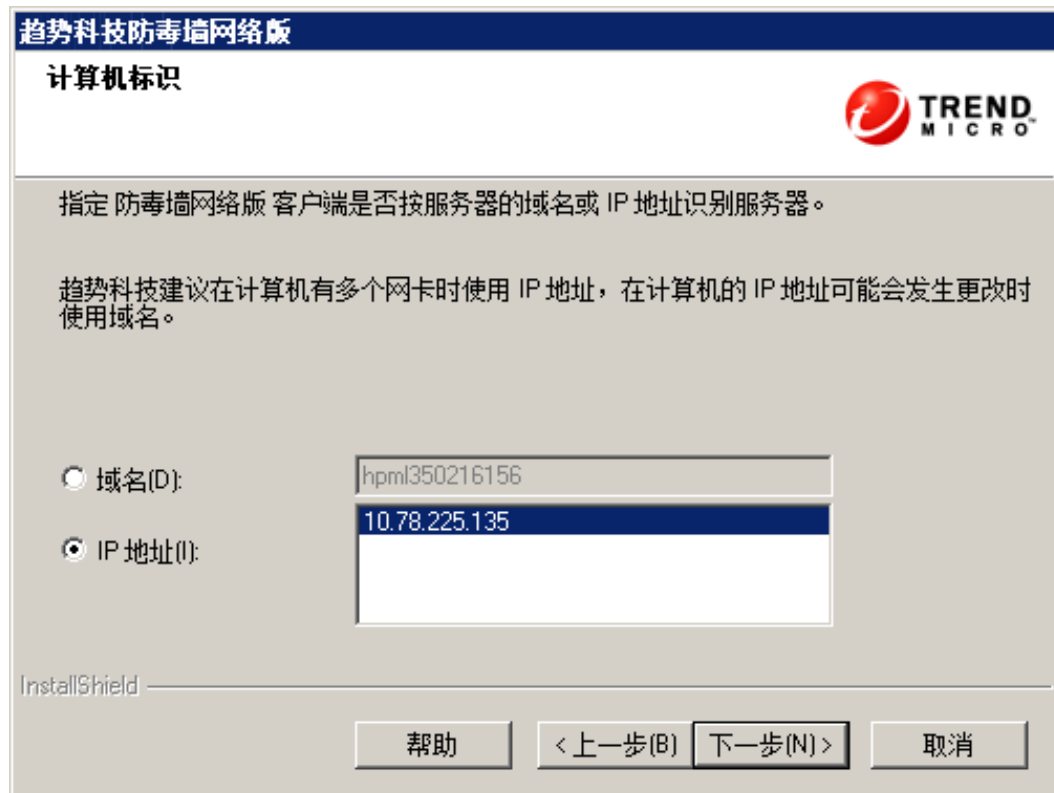 趋势科技防毒墙网络版
计算机标识
TREND
MICRO™
指定 防毒墙网络版 客户端是否按服务器的域名或 IP 地址识别服务器。
趋势科技建议在计算机有多个网卡时使用 IP 地址，在计算机的 IP 地址可能会发生更改时
使用域名。
域名(D):
hpml350216156
IP 地址(I):
10.78.225.135
InstallShield
帮助
<上一步(B)
下一步(N)>
取消